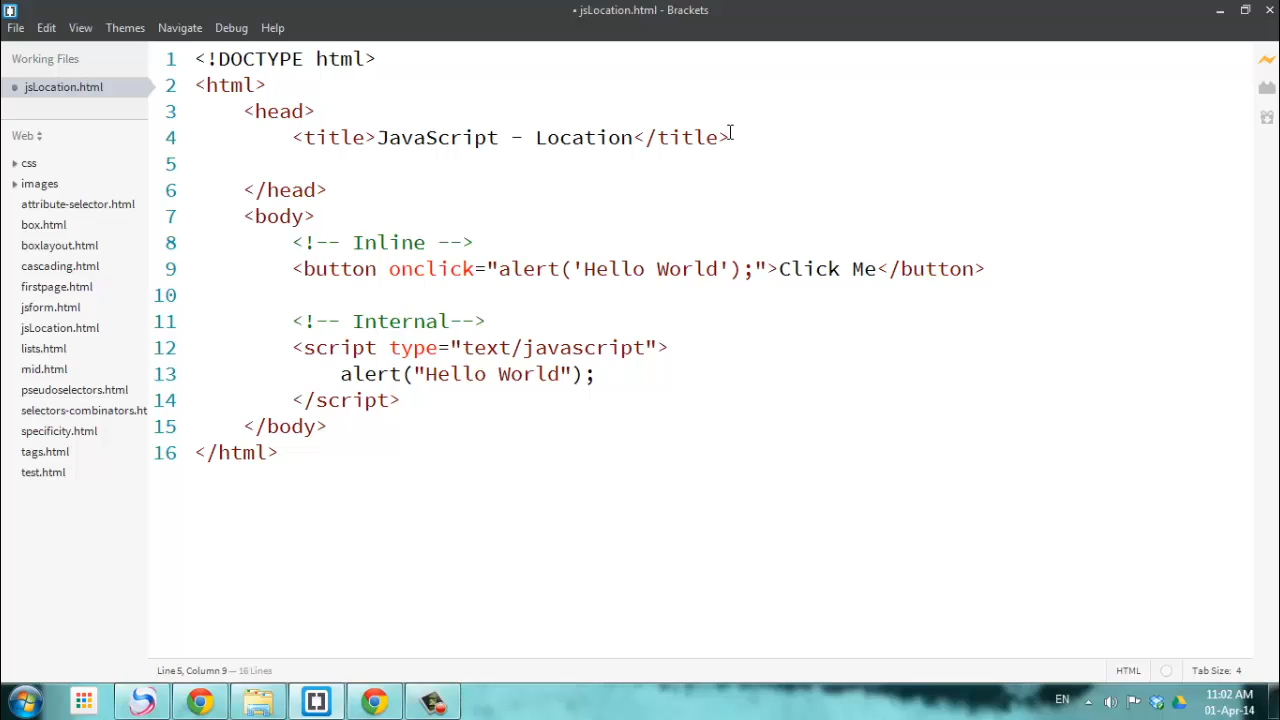 • jsLocation.html - Brackets
File Edit View Themes Navigate Debug Help
Working Files
jsLocation.html
Web
css
images
attribute-selector.html
box.html
boxlayout.html
cascading.html
firstpage.html
jsform.html
jsLocation.html
lists.html
mid.html
pseudoselectors.html
selectors-combinators.ht
specificity.html
tags.html
test.html
1 <!DOCTYPE html>
2 <html>
3 <head>
4 <title>JavaScript - Location</title>
5
6 </head>
7 <body>
8 <!-- Inline -->
9 <button onclick="alert('Hello World');">Click Me</button>
10
11 <!-- Internal-->
12 <script type="text/javascript">
13 alert("Hello World");
14 </script>
15 </body>
16 </html>
Line 5, Column 9 — 16 Lines
HTML
Tab Size: 4
EN
11:02 AM
01-Apr-14